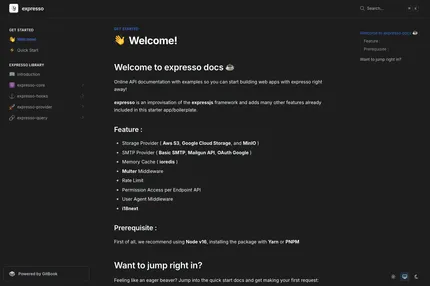 expresso
Search...
GET STARTED
Welcome
Quick Start
EXPRESSO LIBRARY
Introduction
expresso-core
expresso-hooks
expresso-provider
expresso-query
Powered by GitBook
GET STARTED
👋 Welcome!
Welcome to expresso docs ☕
Online API documentation with examples so you can start building web apps with expresso right
away!
expresso is an improvisation of the expressjs framework and adds many other features already
included in this starter app/boilerplate.
Feature :
• Storage Provider ( Aws S3, Google Cloud Storage, and MinIO )
• SMTP Provider ( Basic SMTP, Mailgun API, OAuth Google )
• Memory Cache ( ioredis )
• Multer Middleware
• Rate Limit
• Permission Access per Endpoint API
• User Agent Middleware
• i18next
Prerequisite :
First of all, we recommend using Node v16, installing the package with Yarn or PNPM
Want to jump right in?
Feeling like an eager beaver? Jump into the quick start docs and get making your first request:
Welcome to expresso docs ☕
Feature :
Prerequisite :
Want to jump right in?